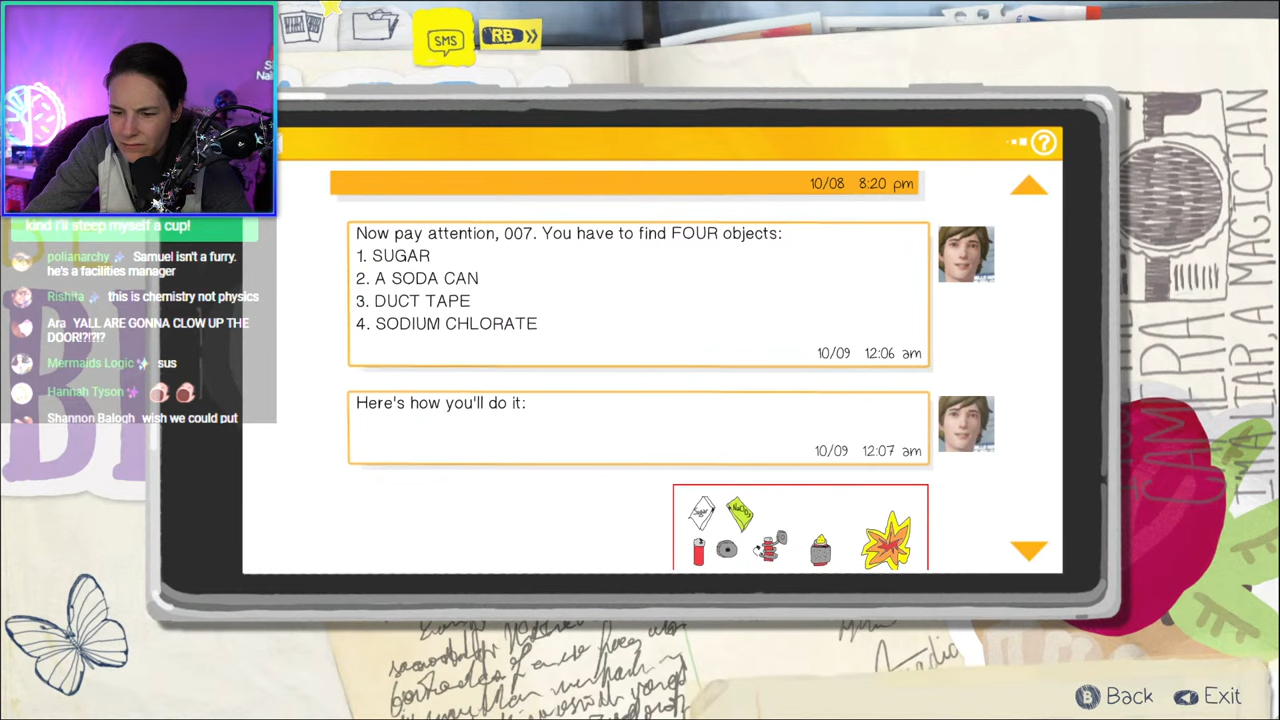 SMS
RB
10/08 8:20 pm
Now pay attention, 007. You have to find FOUR objects:
1. SUGAR
2. A SODA CAN
3. DUCT TAPE
4. SODIUM CHLORATE
10/09 12:06 am
Here's how you'll do it:
10/09 12:07 am
Sugar
kind I'll steep myself a cup!
polianarchy Samuel isn't a furry.
he's a facilities manager
Rishita this is chemistry not physics
Ara YALL ARE GONNA CLOW UP THE
DOOR!?!?!?
Mermaids Logic sus
Hannah Tyson
Shannon Balogh wish we could put
CAMERA
LIAR, A MAGICIAN
B Back
Exit